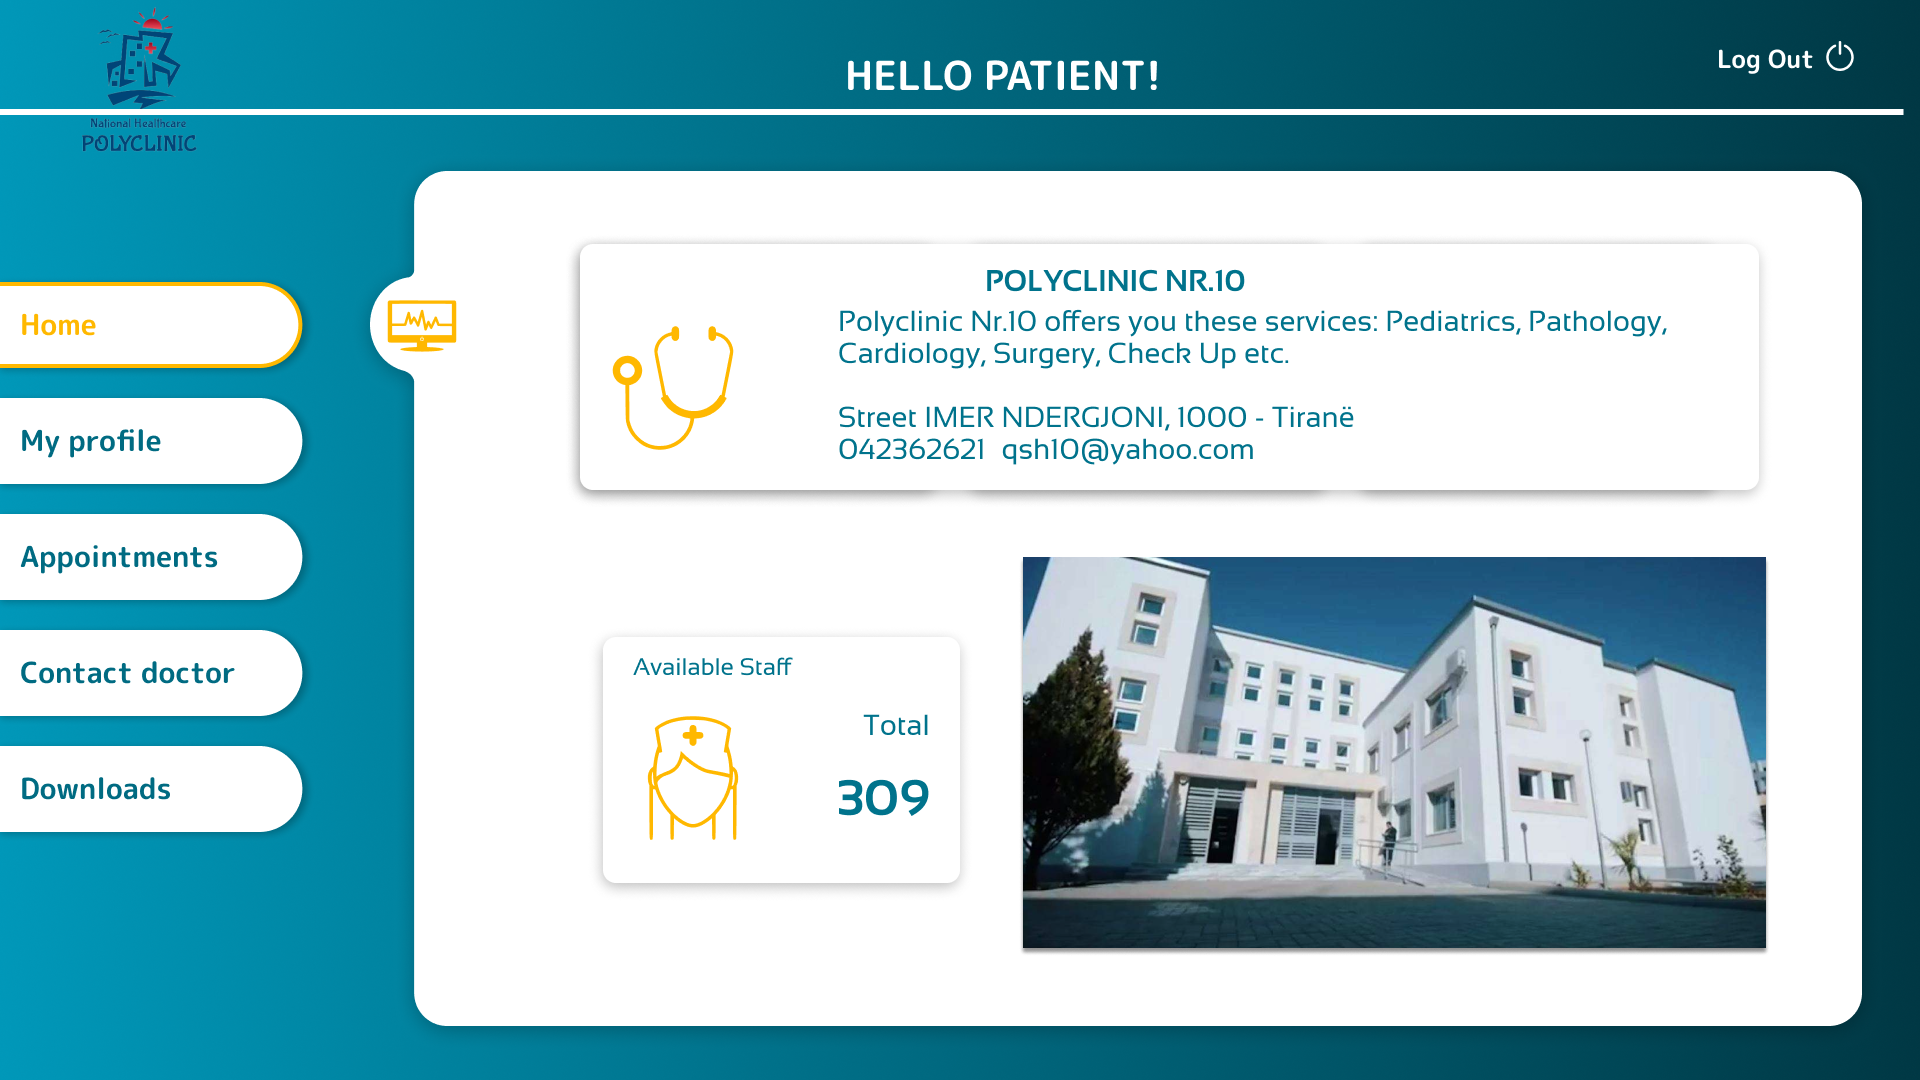 HELLO PATIENT!
Log Out
National Healthcare
POLYCLINIC
Home
My profile
Appointments
Contact doctor
Downloads
POLYCLINIC NR.10
Polyclinic Nr.10 offers you these services: Pediatrics, Pathology,
Cardiology, Surgery, Check Up etc.
Street IMER NDERGJONI, 1000 - Tiranë
042362621 qsh10@yahoo.com
Available Staff
Total
309